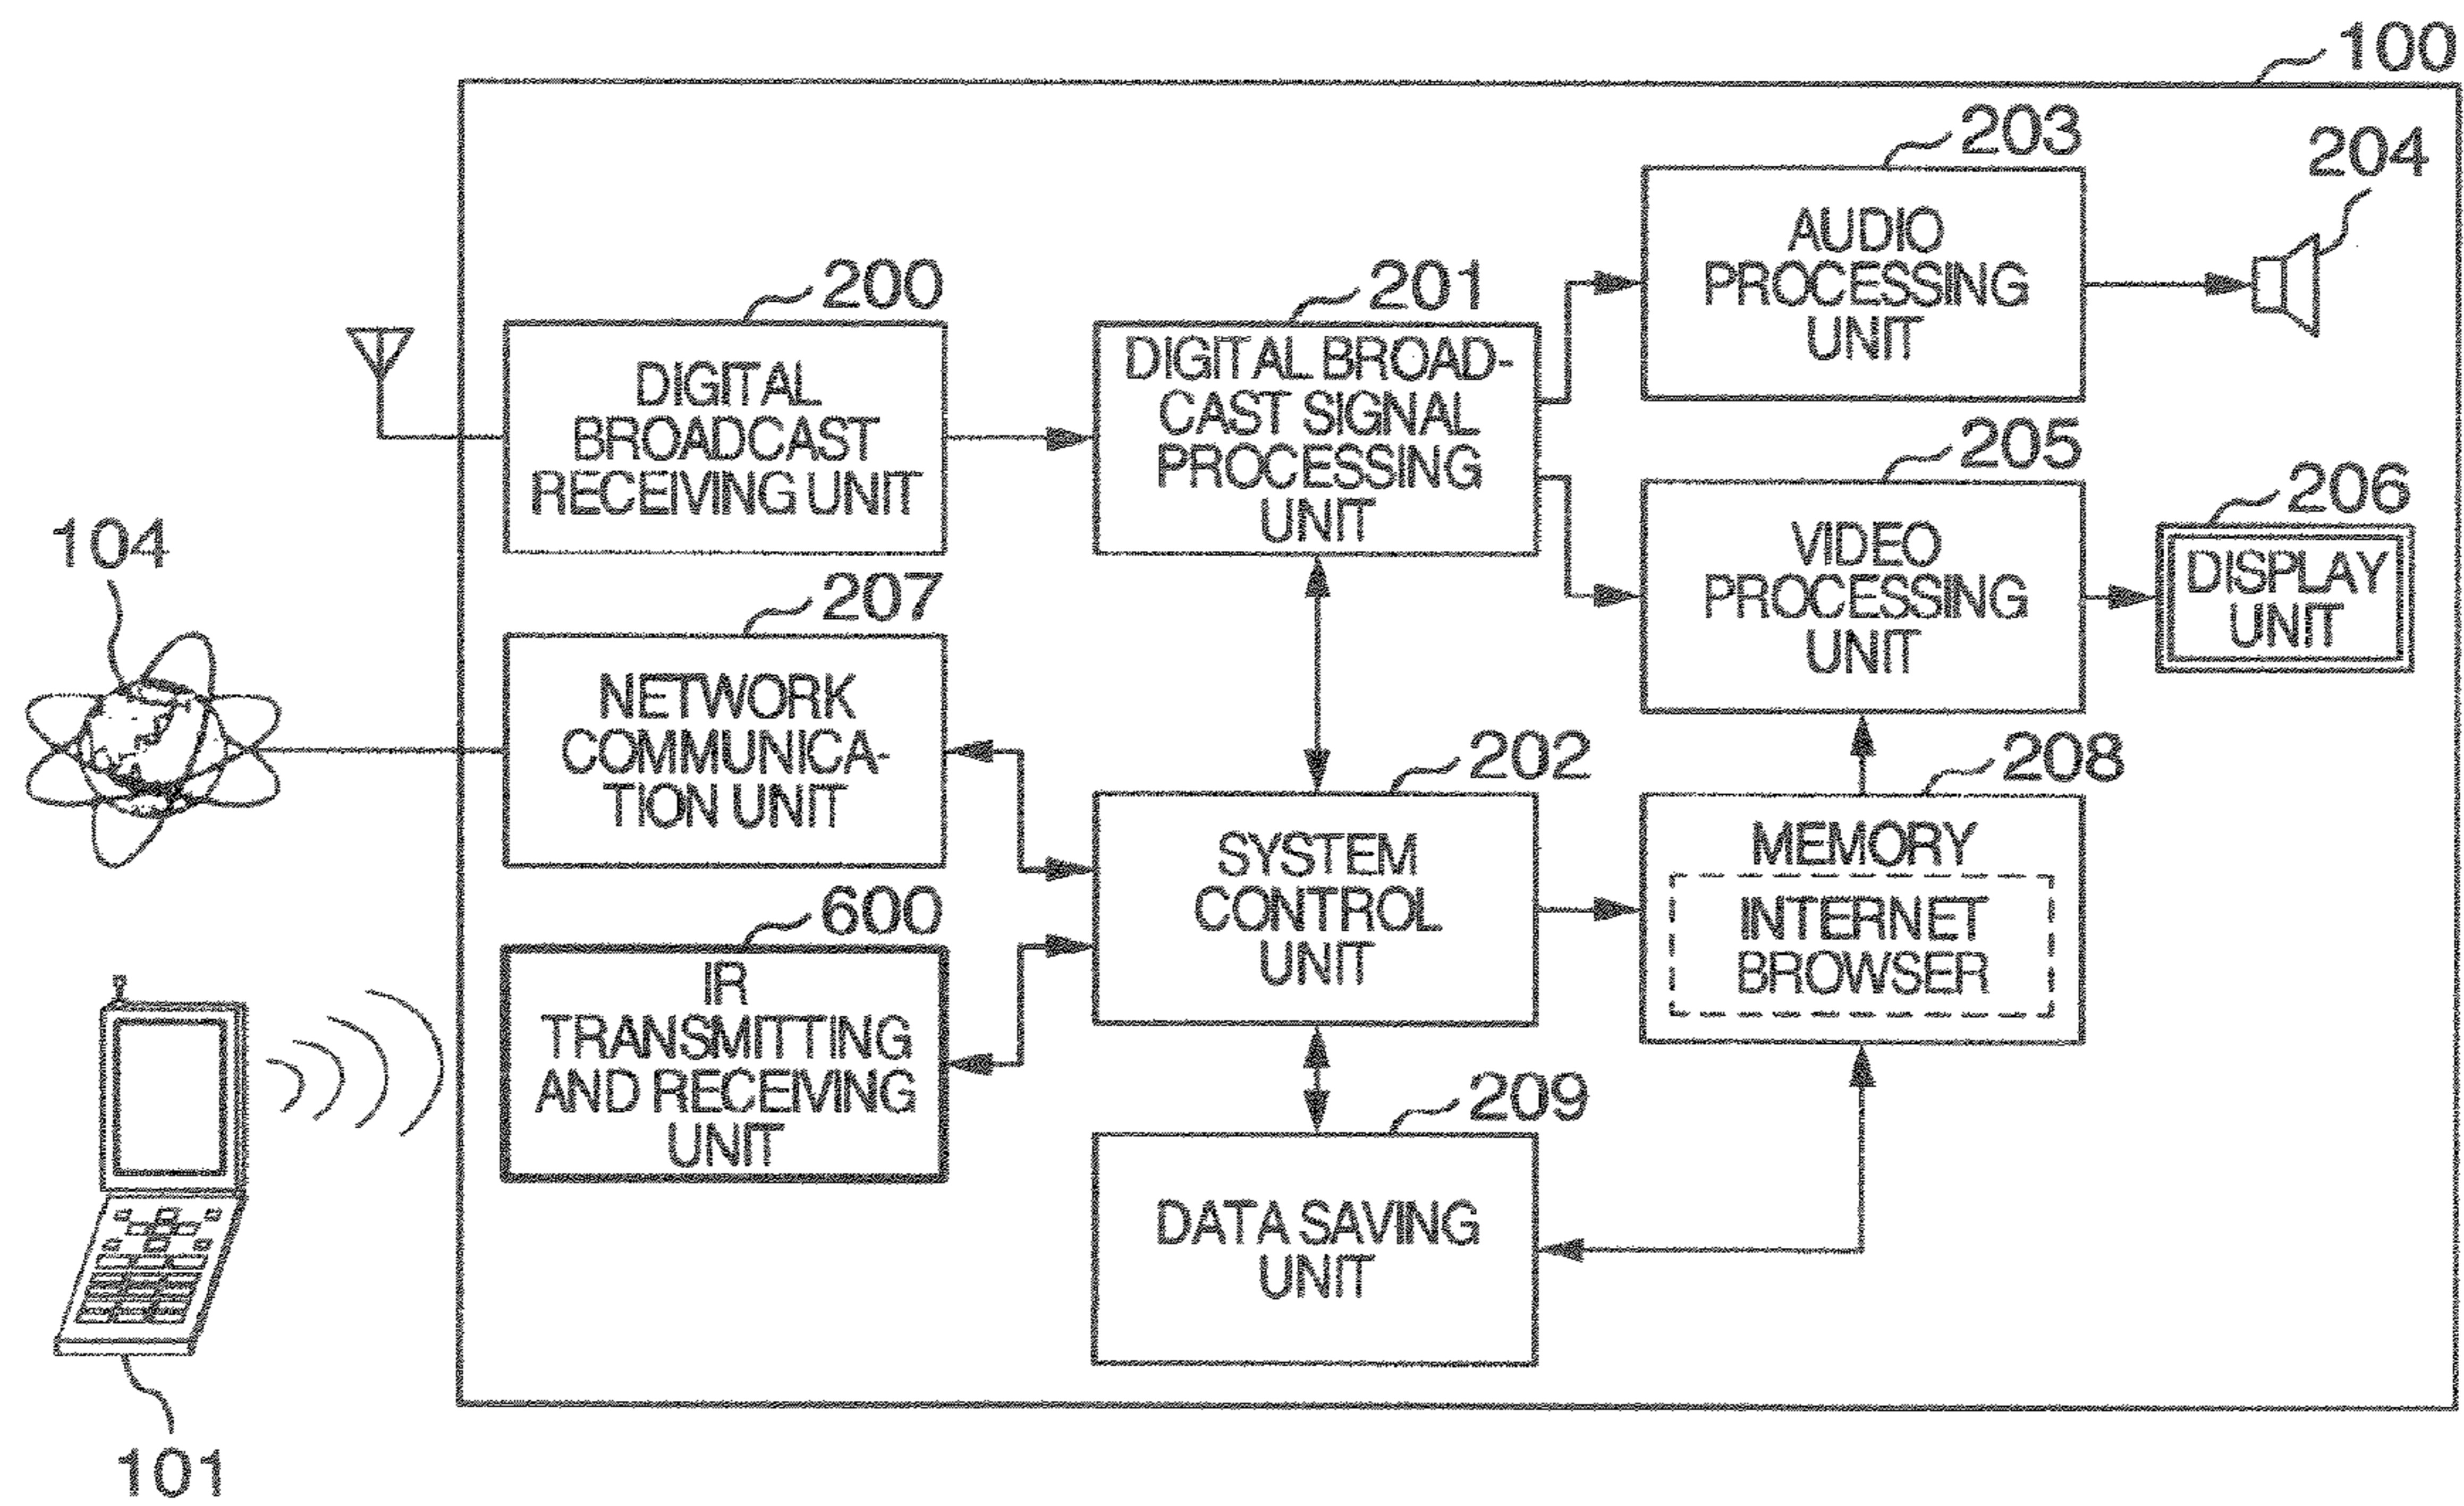 100
203
AUDIO
PROCESSING
UNIT
204
200
DIGITAL
BROADCAST
RECEIVING UNIT
201
DIGITAL BROAD-
CAST SIGNAL
PROCESSING
UNIT
205
VIDEO
PROCESSING
UNIT
206
DISPLAY
UNIT
104
207
NETWORK
COMMUNICA-
TION UNIT
202
SYSTEM
CONTROL
UNIT
208
MEMORY
INTERNET
BROWSER
600
IR
TRANSMITTING
AND RECEIVING
UNIT
209
DATA SAVING
UNIT
101